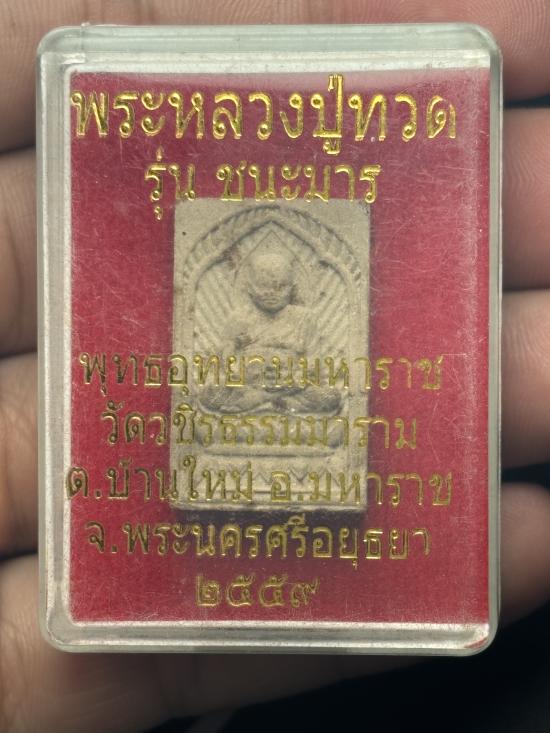 พระหลวงปู่ทวด
รุ่น ชนะมาร
พุทธอุทยานมหาราช
วัดวชิรธรรมมาราม
ต.บ้านใหม่ อ.มหาราช
จ.พระนครศรีอยุธยา
๒๕๕๙